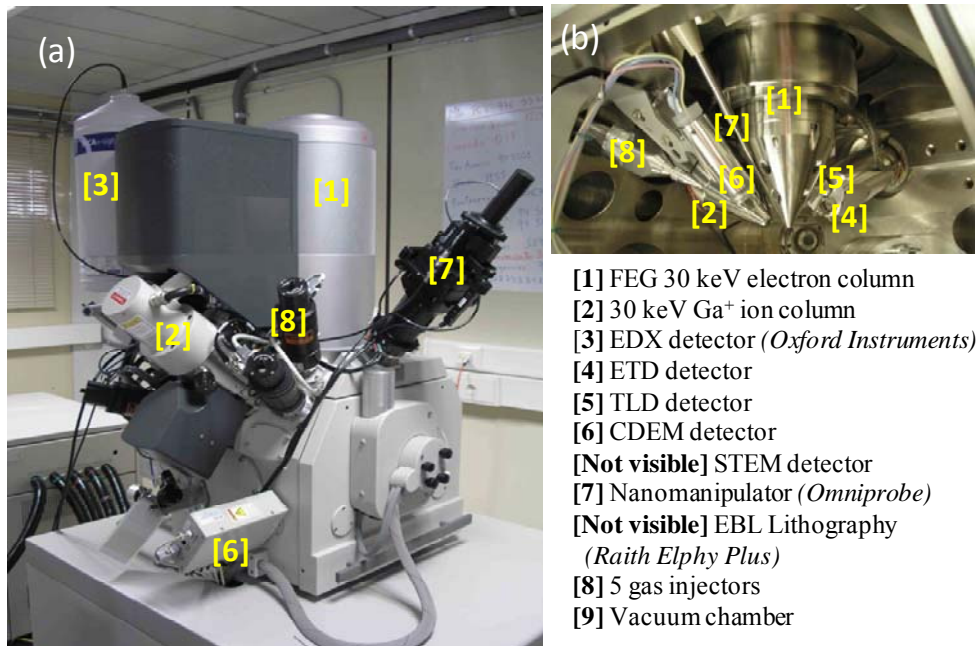 (a)
[3]
[1]
[7]
[8]
[2]
[6]
(b)
[1]
[7]
[8]
[6]
[5]
[2]
[4]
[1] FEG 30 keV electron column
[2] 30 keV Ga⁺ ion column
[3] EDX detector (Oxford Instruments)
[4] ETD detector
[5] TLD detector
[6] CDEM detector
[Not visible] STEM detector
[7] Nanomanipulator (Omniprobe)
[Not visible] EBL Lithography
(Raith Elphy Plus)
[8] 5 gas injectors
[9] Vacuum chamber